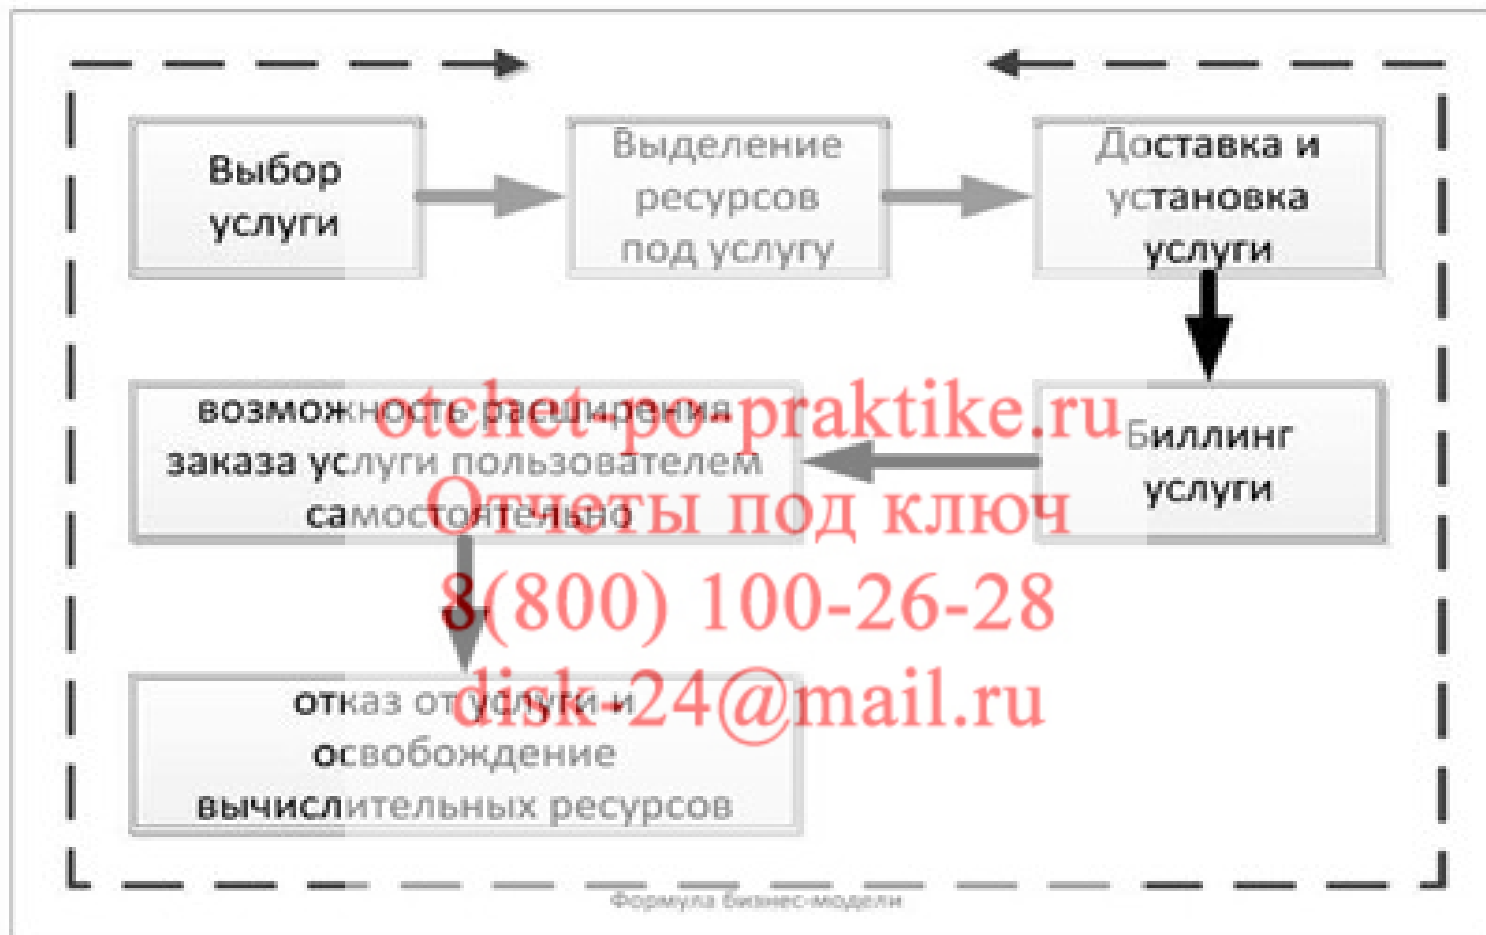 Выбор
услуги
Выделение
ресурсов
под услугу
Доставка и
установка
услуги
возможность расширения
заказа услуги пользователем
самостоятельно
Биллинг
услуги
otchet-po-praktike.ru
Отчеты под ключ
8(800) 100-26-28
disk-24@mail.ru
отказ от услуги и
освобождение
вычислительных ресурсов
Формула бизнес-модели